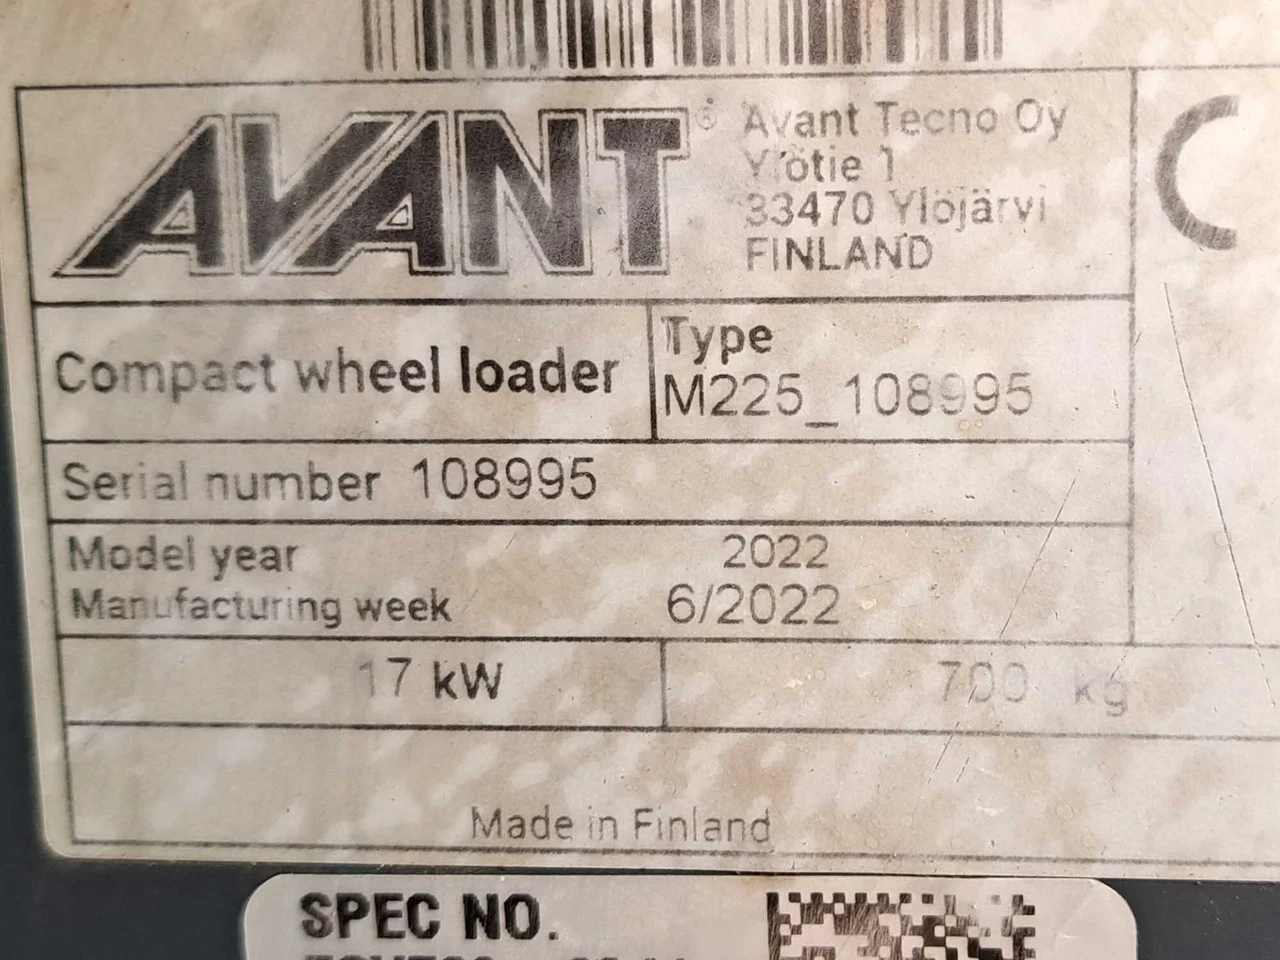 AVANT®
Avant Tecno Oy
Ylötie 1
33470 Ylöjärvi
FINLAND
Compact wheel loader
Type
M225_108995
Serial number 108995
Model year 2022
Manufacturing week 6/2022
17 kW
700 kg
Made in Finland
SPEC NO.